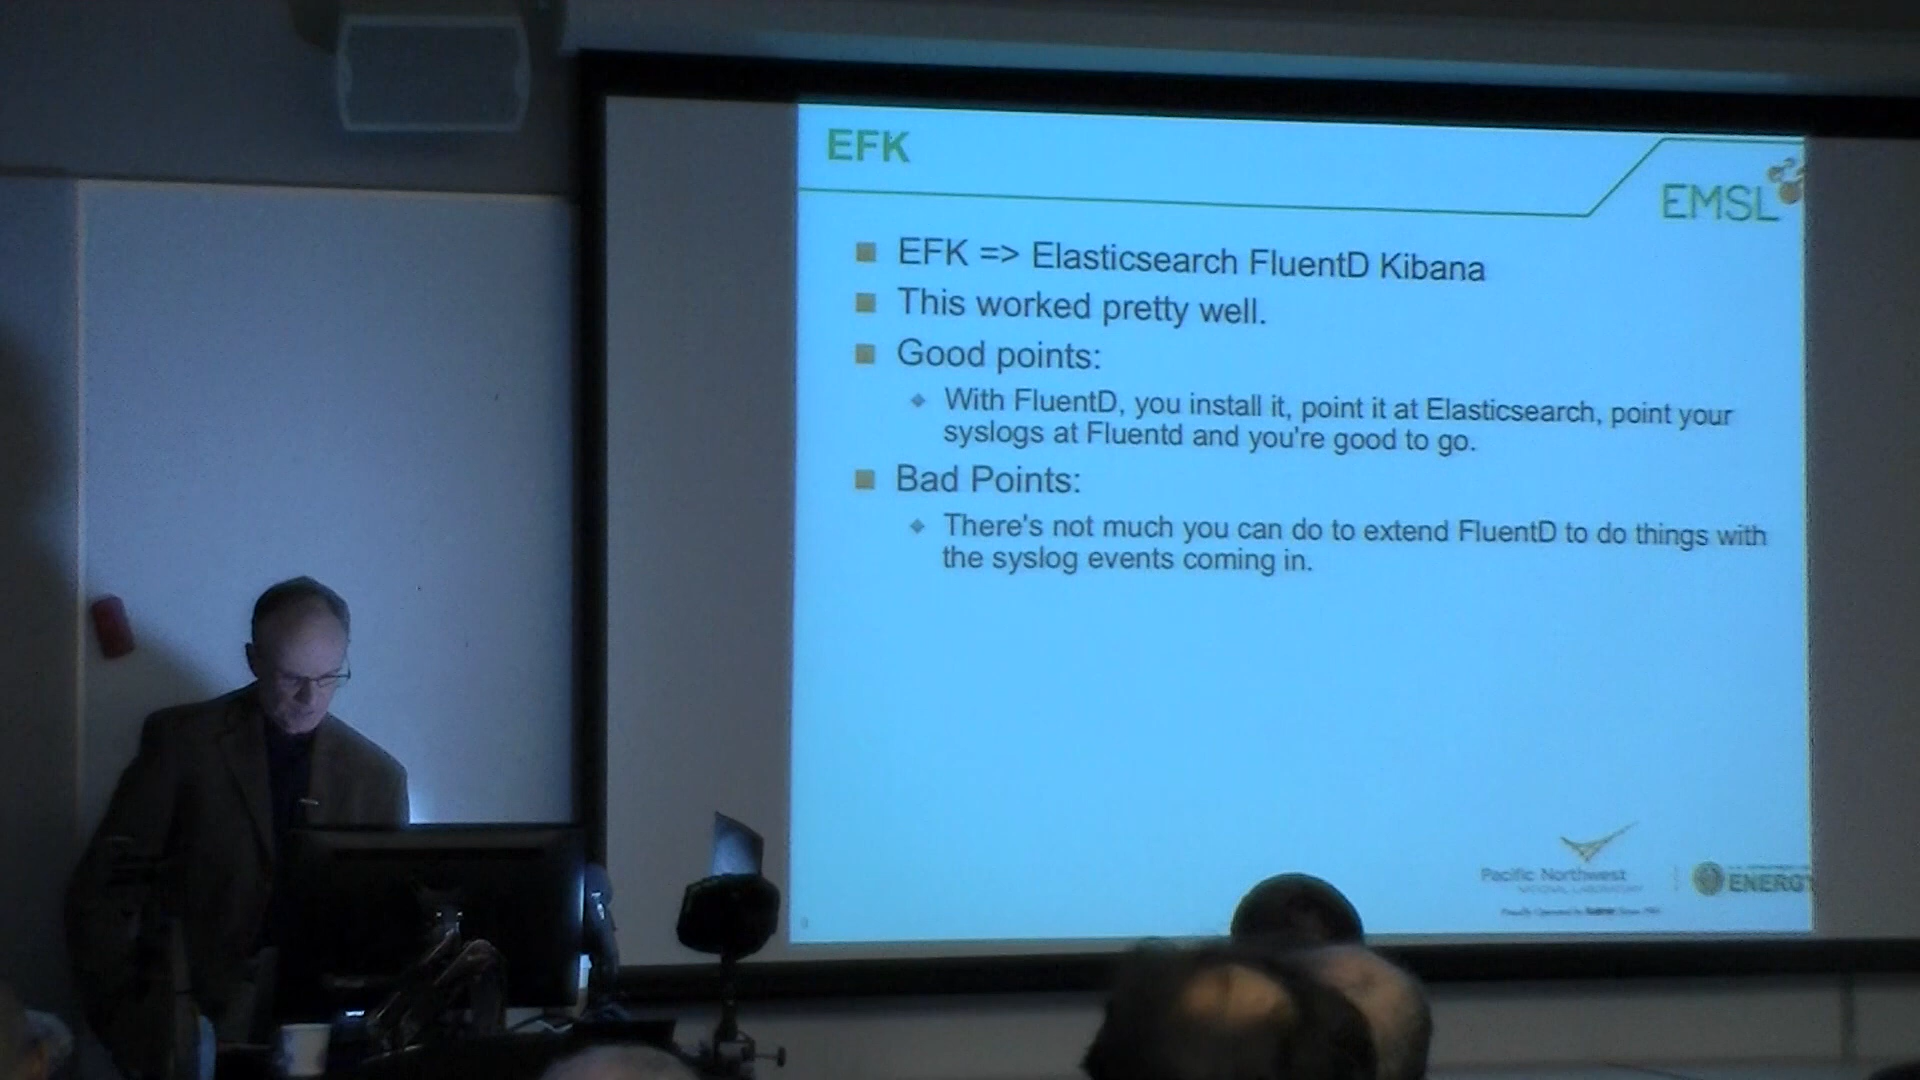 EFK
EMSL
EFK => Elasticsearch FluentD Kibana
This worked pretty well.
Good points:
With FluentD, you install it, point it at Elasticsearch, point your
syslogs at Fluentd and you're good to go.
Bad Points:
There's not much you can do to extend FluentD to do things with
the syslog events coming in.
Pacific Northwest
NATIONAL LABORATORY
ENERGY